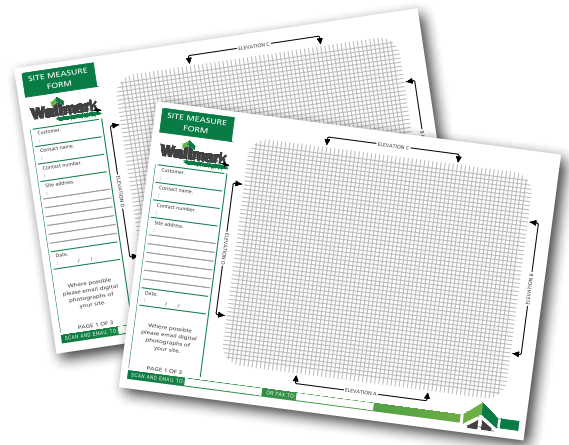 SITE MEASURE
FORM
Wallmark
Customer.
Contact name.
Contact number.
Site address.
Date.
: / /
Where possible
please email digital
photographs of
your site.
PAGE 1 OF 3
SCAN AND EMAIL TO
ELEVATION C
ELEVATION D
SITE MEASURE
FORM
Wallmark
Customer.
:
Contact name.
Contact number.
Site address.
Date.
: / /
Where possible
please email digital
photographs of
your site.
PAGE 1 OF 3
SCAN AND EMAIL TO
OR FAX TO
ELEVATION C
ELEVATION D
ELEVATION B
ELEVATION A